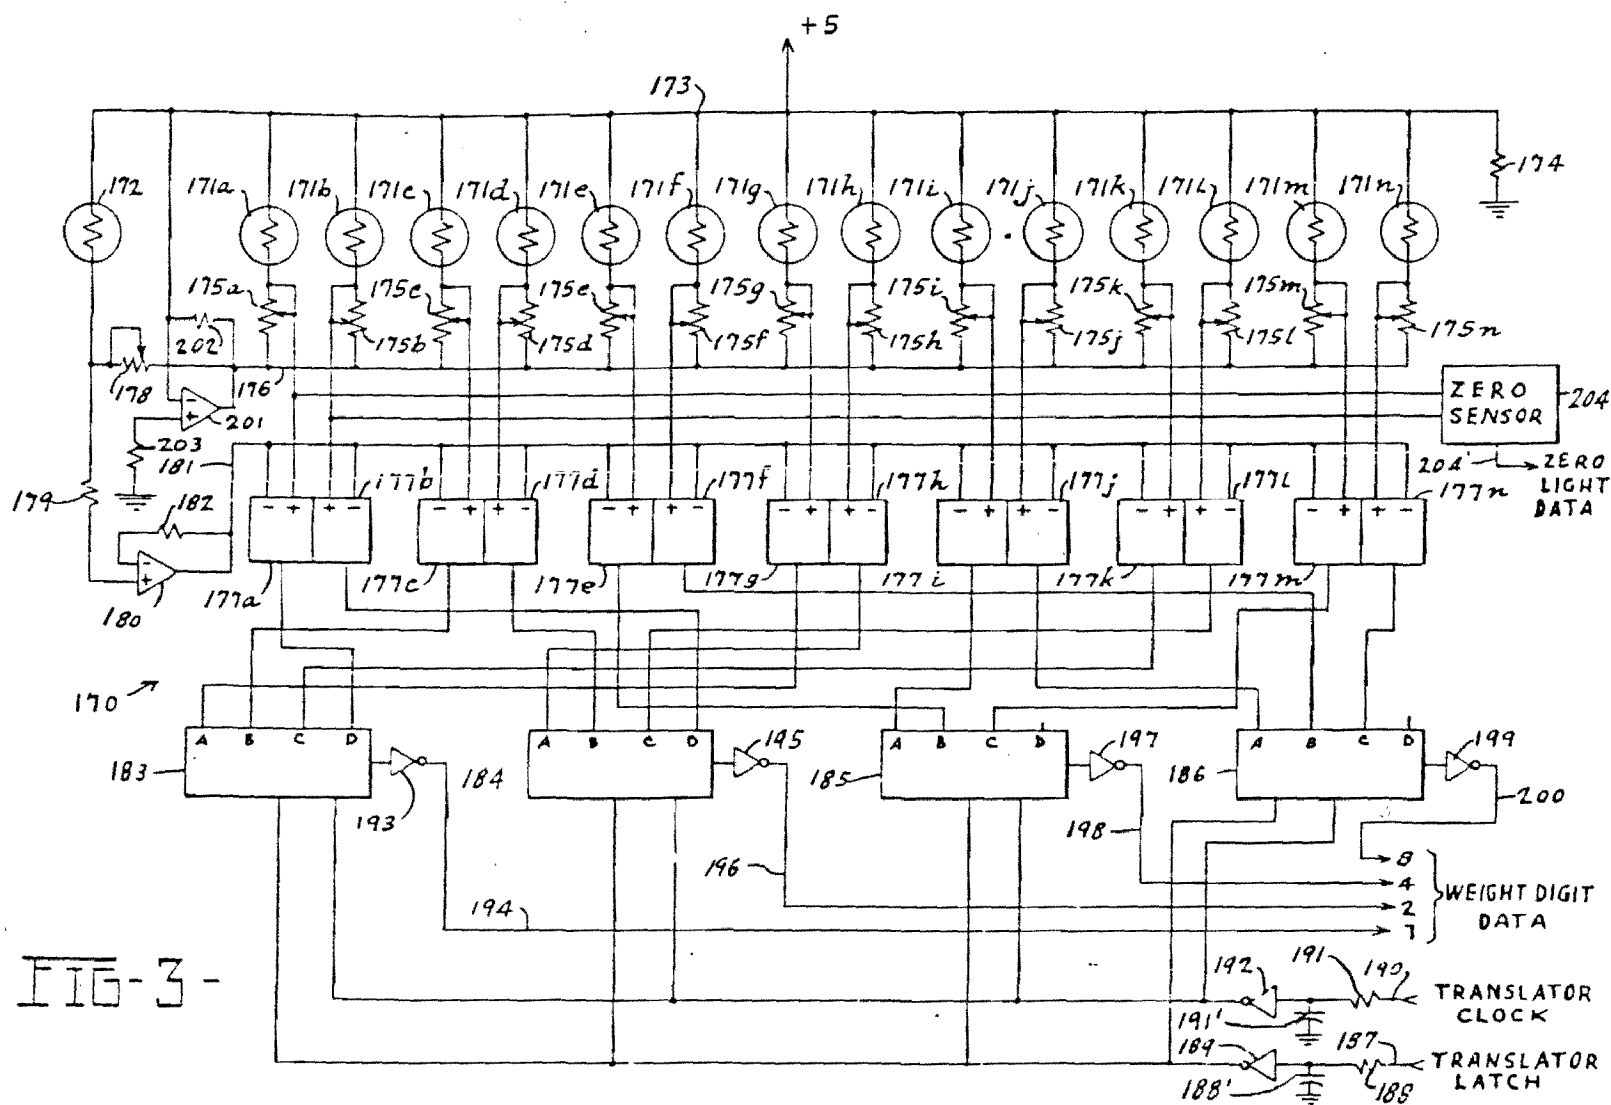 +5
173
172
171a
171b
171c
171d
171e
171f
171g
171h
171i
171j
171k
171l
171m
171n
174
175a
175c
175e
175g
175i
175k
175m
202
175b
175d
175f
175h
175j
175l
175n
178
176
- +
201
ZERO
SENSOR
204
203
181
204'
ZERO
LIGHT
DATA
179
182
177b
177d
177f
177h
177j
177l
177n
- + + -
- + + -
- + + -
- + + -
- + + -
- + + -
- + + -
- +
180
177a
177c
177e
177g
177i
177k
177m
170
A B C D
A B C D
A B C D
A B C D
183
193
184
195
185
197
186
199
200
198
196
194
8
4
2
1
WEIGHT DIGIT
DATA
FIG-3-
192
191
190
TRANSLATOR
CLOCK
191'
189
187
TRANSLATOR
LATCH
188'
188